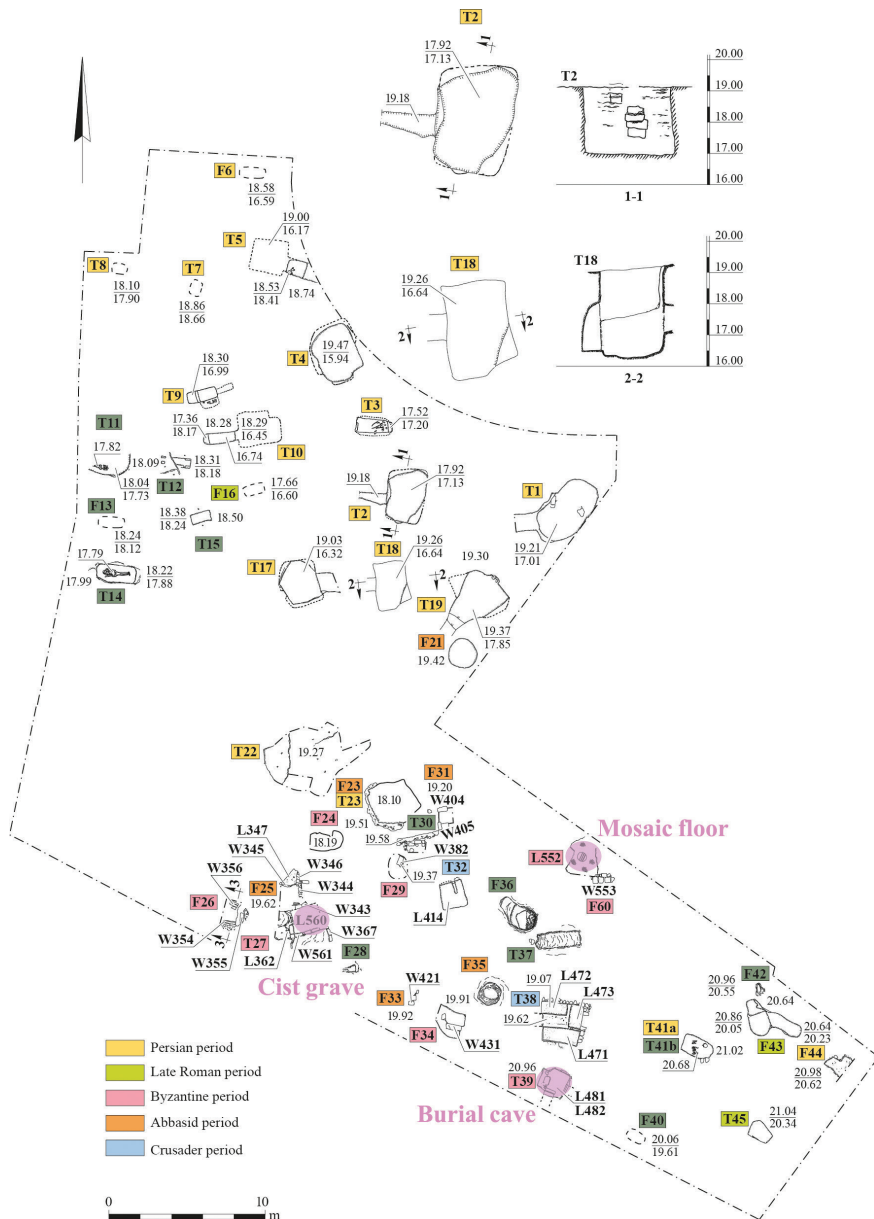 T2
1
17.92
17.13
19.18
1
T2
20.00
19.00
18.00
17.00
16.00
1-1
F6
18.58
16.59
19.00
16.17
T5
T8
18.10
17.90
T7
18.86
18.66
18.53
18.41
18.74
T18
19.26
16.64
2
2
T18
20.00
19.00
18.00
17.00
16.00
2-2
T4
19.47
15.94
18.30
16.99
T9
T3
17.52
17.20
T11
17.36
18.17
18.28
18.29
16.45
16.74
T10
17.82
18.09
18.31
18.18
18.04
17.73
T12
F16
17.66
16.60
1
19.18
17.92
17.13
T2
1
T1
19.21
17.01
F13
18.24
18.12
18.38
18.24
18.50
T15
17.79
17.99
18.22
17.88
T14
T17
19.03
16.32
T18
19.26
16.64
2
2
19.30
T19
19.37
17.85
F21
19.42
T22
19.27
F23
T23
18.10
F31
19.20
W404
F24
19.51
T30
W405
18.19
19.58
L347
W345
W346
W382
19.37
T32
F29
W356
F26
3
F25
19.62
W344
W343
L560
W367
L414
W354
3
W355
T27
L362
W561
F28
Cist grave
Mosaic floor
L552
W553
F60
F36
T37
F33
W421
19.92
F35
19.91
F34
W431
T38
19.07
L472
L473
19.62
L471
20.96
T39
L481
L482
Burial cave
F42
20.96
20.55
20.64
20.86
20.05
20.64
20.23
F43
T41a
T41b
20.68
21.02
F44
20.98
20.62
F40
20.06
19.61
T45
21.04
20.34
Persian period
Late Roman period
Byzantine period
Abbasid period
Crusader period
0
10
m